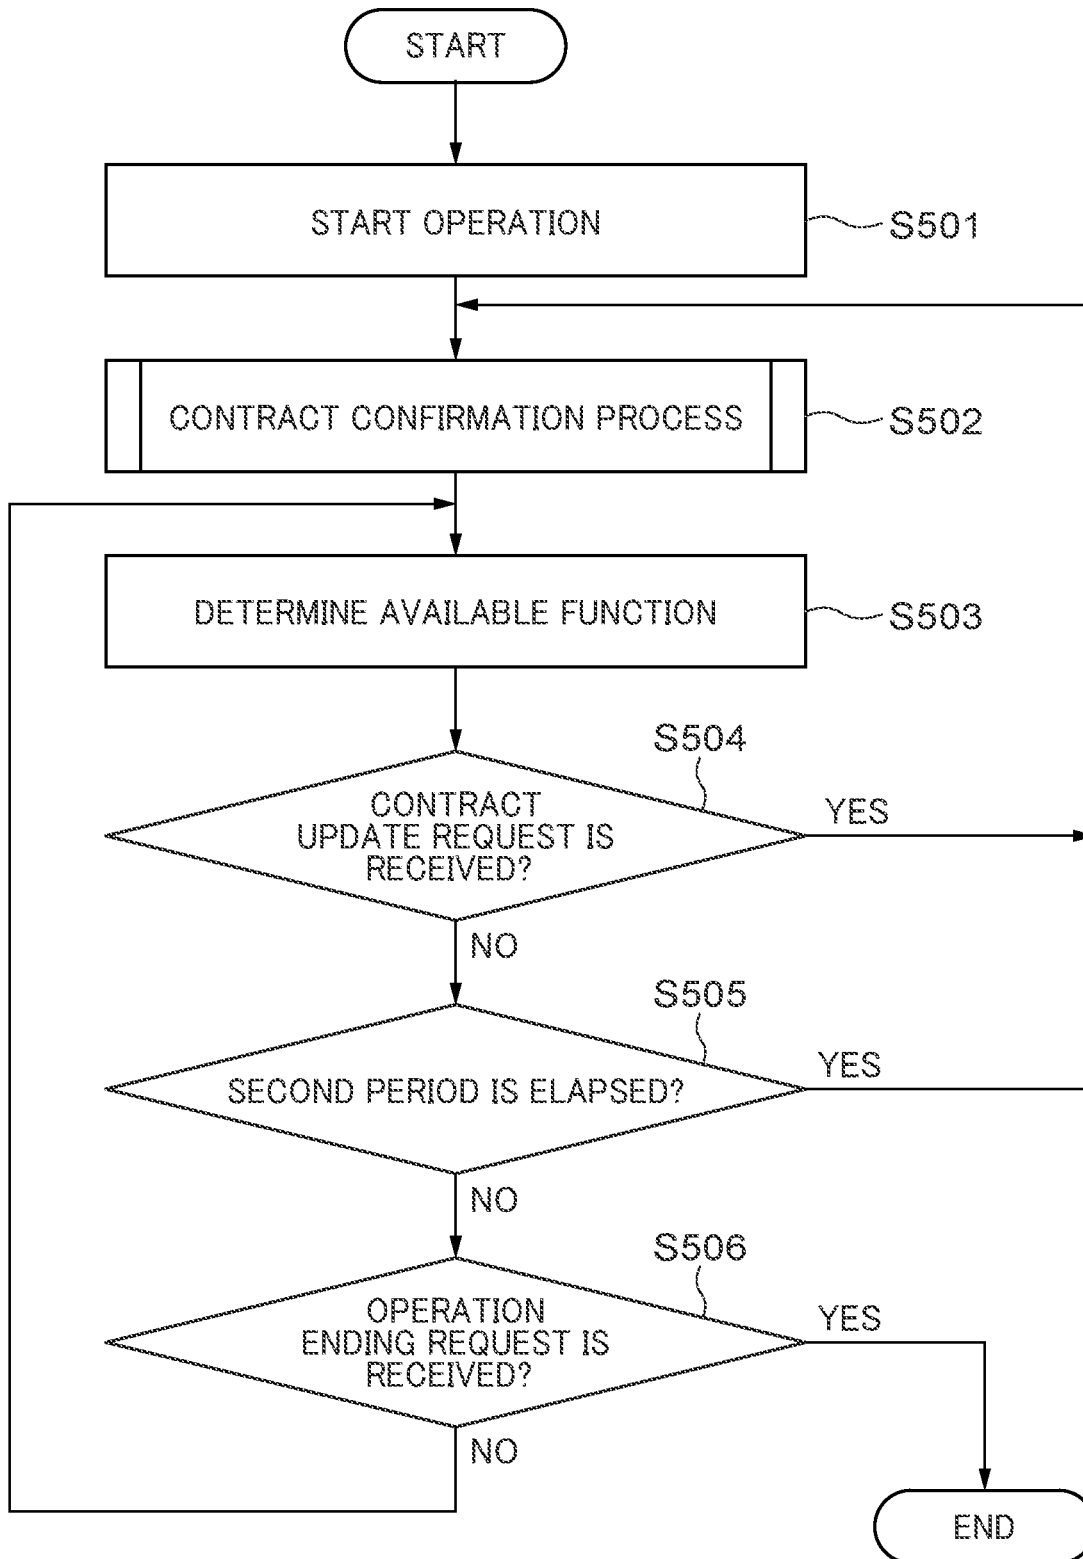 START
START OPERATION
S501
CONTRACT CONFIRMATION PROCESS
S502
DETERMINE AVAILABLE FUNCTION
S503
S504
CONTRACT
UPDATE REQUEST IS
RECEIVED?
YES
NO
S505
SECOND PERIOD IS ELAPSED?
YES
NO
S506
OPERATION
ENDING REQUEST IS
RECEIVED?
YES
NO
END